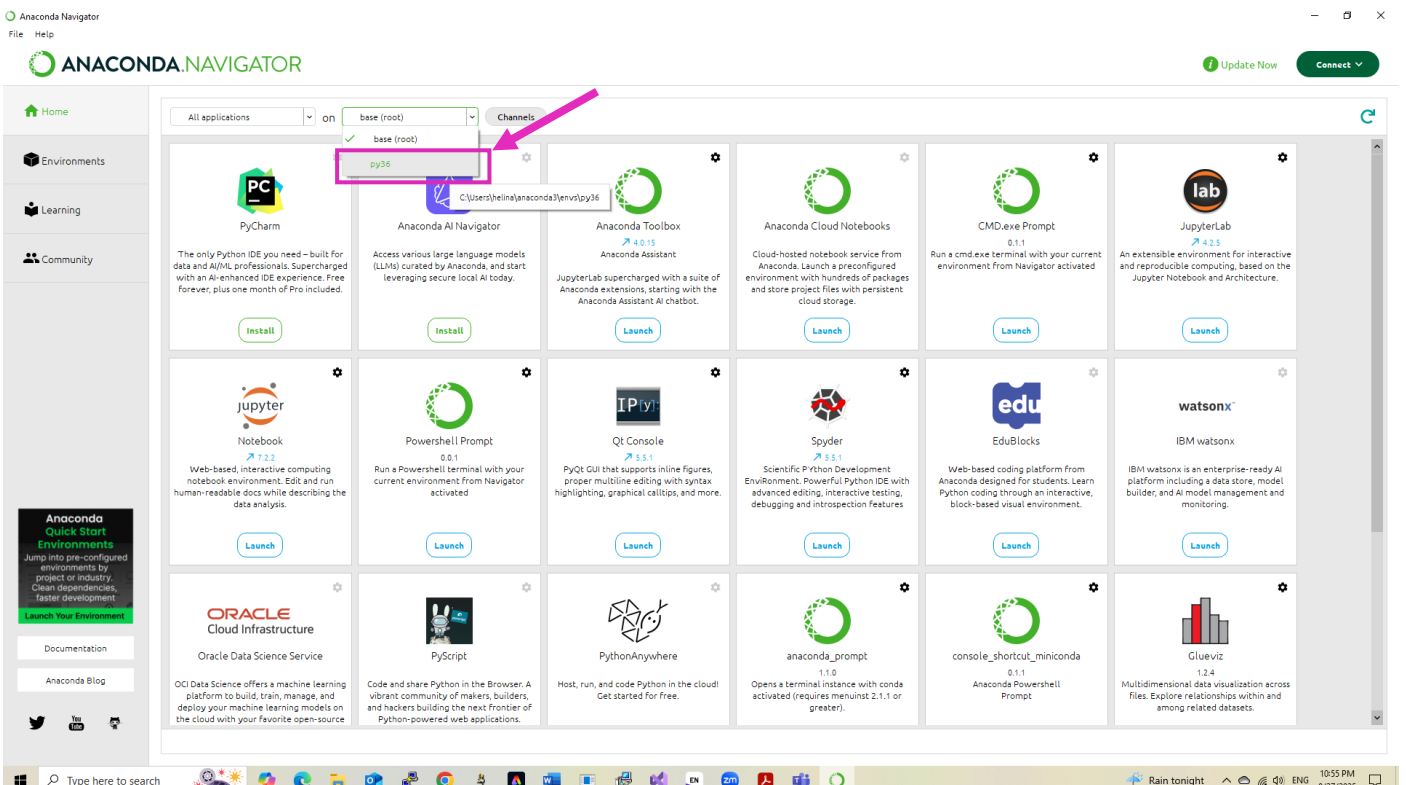 Anaconda Navigator
File Help
ANACONDA.NAVIGATOR
Update Now
Connect
Home
Environments
Learning
Community
All applications
on
base (root)
Channels
base (root)
py36
C:\Users\helina\anaconda3\envs\py36
PC
PyCharm
The only Python IDE you need – built for
data and AI/ML professionals. Supercharged
with an AI-enhanced IDE experience. Free
forever, plus one month of Pro included.
Install
Anaconda AI Navigator
Access various large language models
(LLMs) curated by Anaconda, and start
leveraging secure local AI today.
Install
Anaconda Toolbox
4.0.15
Anaconda Assistant
JupyterLab supercharged with a suite of
Anaconda extensions, starting with the
Anaconda Assistant AI chatbot.
Launch
Anaconda Cloud Notebooks
Cloud-hosted notebook service from
Anaconda. Launch a preconfigured
environment with hundreds of packages
and store project files with persistent
cloud storage.
Launch
CMD.exe Prompt
0.1.1
Run a cmd.exe terminal with your current
environment from Navigator activated
Launch
lab
JupyterLab
4.2.5
An extensible environment for interactive
and reproducible computing, based on the
Jupyter Notebook and Architecture.
Launch
jupyter
Notebook
7.2.2
Web-based, interactive computing
notebook environment. Edit and run
human-readable docs while describing the
data analysis.
Launch
Powershell Prompt
0.0.1
Run a Powershell terminal with your
current environment from Navigator
activated
Launch
IP[y]:
Qt Console
5.5.1
PyQt GUI that supports inline figures,
proper multiline editing with syntax
highlighting, graphical calltips, and more.
Launch
Spyder
5.5.1
Scientific PYthon Development
EnviRonment. Powerful Python IDE with
advanced editing, interactive testing,
debugging and introspection features
Launch
edu
EduBlocks
Web-based coding platform from
Anaconda designed for students. Learn
Python coding through an interactive,
block-based visual environment.
Launch
watsonx
IBM watsonx
IBM watsonx is an enterprise-ready AI
platform including a data store, model
builder, and AI model management and
monitoring.
Launch
ORACLE
Cloud Infrastructure
Oracle Data Science Service
OCI Data Science offers a machine learning
platform to build, train, manage, and
deploy your machine learning models on
the cloud with your favorite open-source
PyScript
Code and share Python in the Browser. A
vibrant community of makers, builders,
and hackers building the next frontier of
Python-powered web applications.
PythonAnywhere
Host, run, and code Python in the cloud!
Get started for free.
anaconda_prompt
1.1.0
Opens a terminal instance with conda
activated (requires menuinst 2.1.1 or
greater).
console_shortcut_miniconda
0.1.1
Anaconda Powershell
Prompt
Glueviz
1.2.4
Multidimensional data visualization across
files. Explore relationships within and
among related datasets.
Anaconda
Quick Start
Environments
Jump into pre-configured
environments by
project or industry.
Clean dependencies,
faster development
Launch Your Environment
Documentation
Anaconda Blog
You
Tube
Type here to search
EN
zm
Rain tonight
ENG
10:55 PM